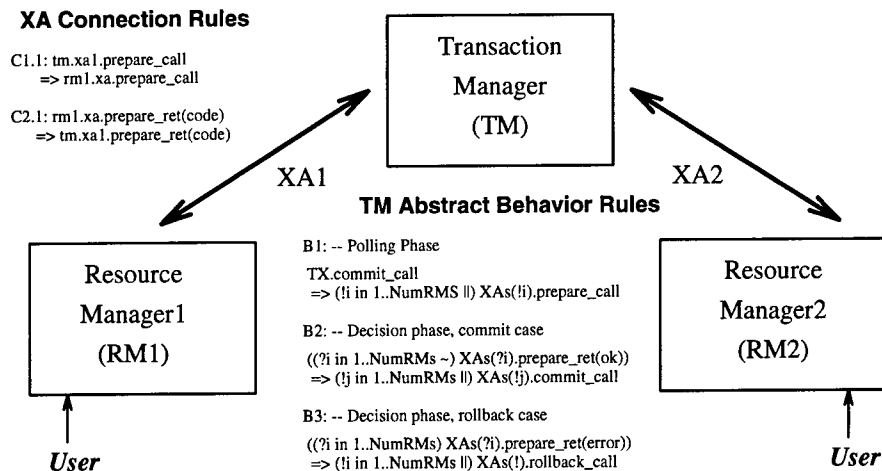 XA Connection Rules
C1.1: tm.xa1.prepare_call
=> rm1.xa.prepare_call
C2.1: rm1.xa.prepare_ret(code)
=> tm.xa1.prepare_ret(code)
Transaction
Manager
(TM)
XA1
XA2
TM Abstract Behavior Rules
Resource
Manager1
(RM1)
B1: -- Polling Phase
TX.commit_call
=> (!i in 1..NumRMS ||) XAs(!i).prepare_call
B2: -- Decision phase, commit case
((?i in 1..NumRMs ~) XAs(?i).prepare_ret(ok))
=> (!j in 1..NumRMs ||) XAs(!j).commit_call
B3: -- Decision phase, rollback case
((?i in 1..NumRMs) XAs(?i).prepare_ret(error))
=> (!i in 1..NumRMs ||) XAs(!).rollback_call
Resource
Manager2
(RM2)
User
User